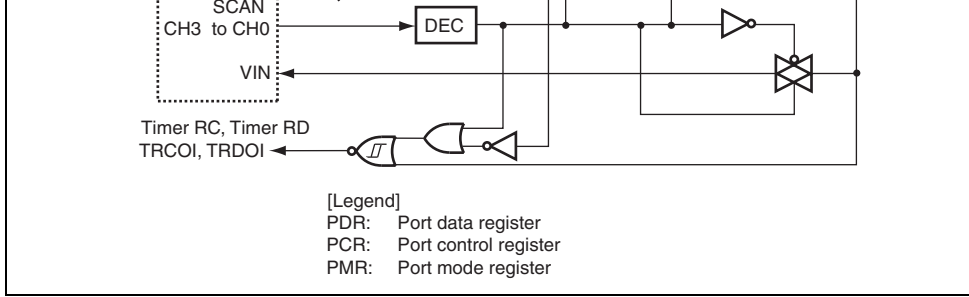 SCAN
CH3 to CH0
DEC
VIN
Timer RC, Timer RD
TRCOI, TRDOI
[Legend]
PDR: Port data register
PCR: Port control register
PMR: Port mode register